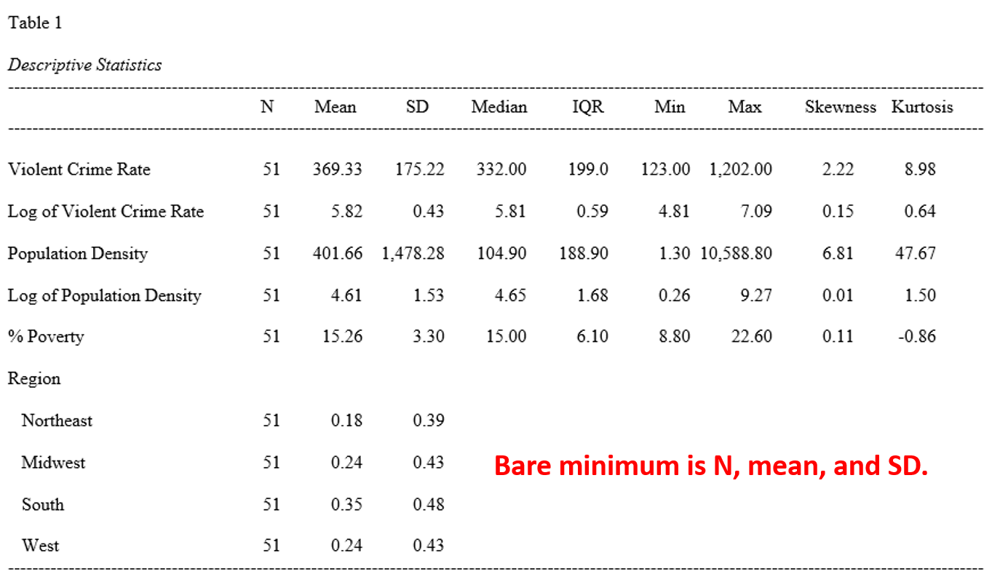 Table 1
Descriptive Statistics
--------------------------------------------------------------------------------
N Mean SD Median IQR Min Max Skewness Kurtosis
--------------------------------------------------------------------------------
Violent Crime Rate 51 369.33 175.22 332.00 199.0 123.00 1,202.00 2.22 8.98
Log of Violent Crime Rate 51 5.82 0.43 5.81 0.59 4.81 7.09 0.15 0.64
Population Density 51 401.66 1,478.28 104.90 188.90 1.30 10,588.80 6.81 47.67
Log of Population Density 51 4.61 1.53 4.65 1.68 0.26 9.27 0.01 1.50
% Poverty 51 15.26 3.30 15.00 6.10 8.80 22.60 0.11 -0.86
Region
Northeast 51 0.18 0.39
Midwest 51 0.24 0.43
Bare minimum is N, mean, and SD.
South 51 0.35 0.48
West 51 0.24 0.43
--------------------------------------------------------------------------------